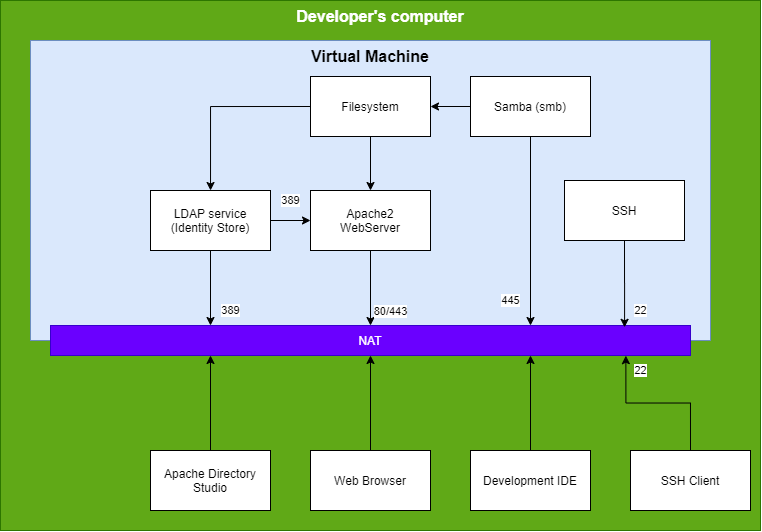 Developer's computer
Virtual Machine
Filesystem
Samba (smb)
LDAP service
(Identity Store)
389
Apache2
WebServer
SSH
389
80/443
445
22
NAT
22
Apache Directory
Studio
Web Browser
Development IDE
SSH Client